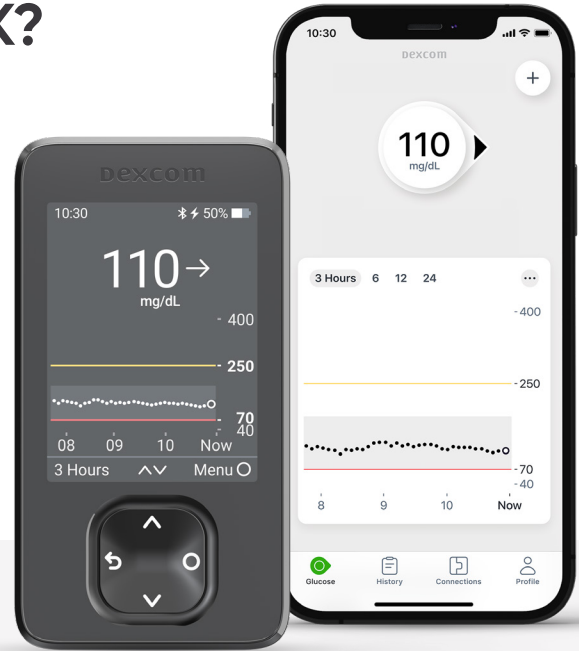 K?
Dexcom
10:30 50%
110
mg/dL
400
250
70
40
08 09 10 Now
3 Hours Menu
10:30
Dexcom
+
110
mg/dL
3 Hours 6 12 24 ...
-400
-250
-70
-40
8 9 10 Now
Glucose History Connections Profile